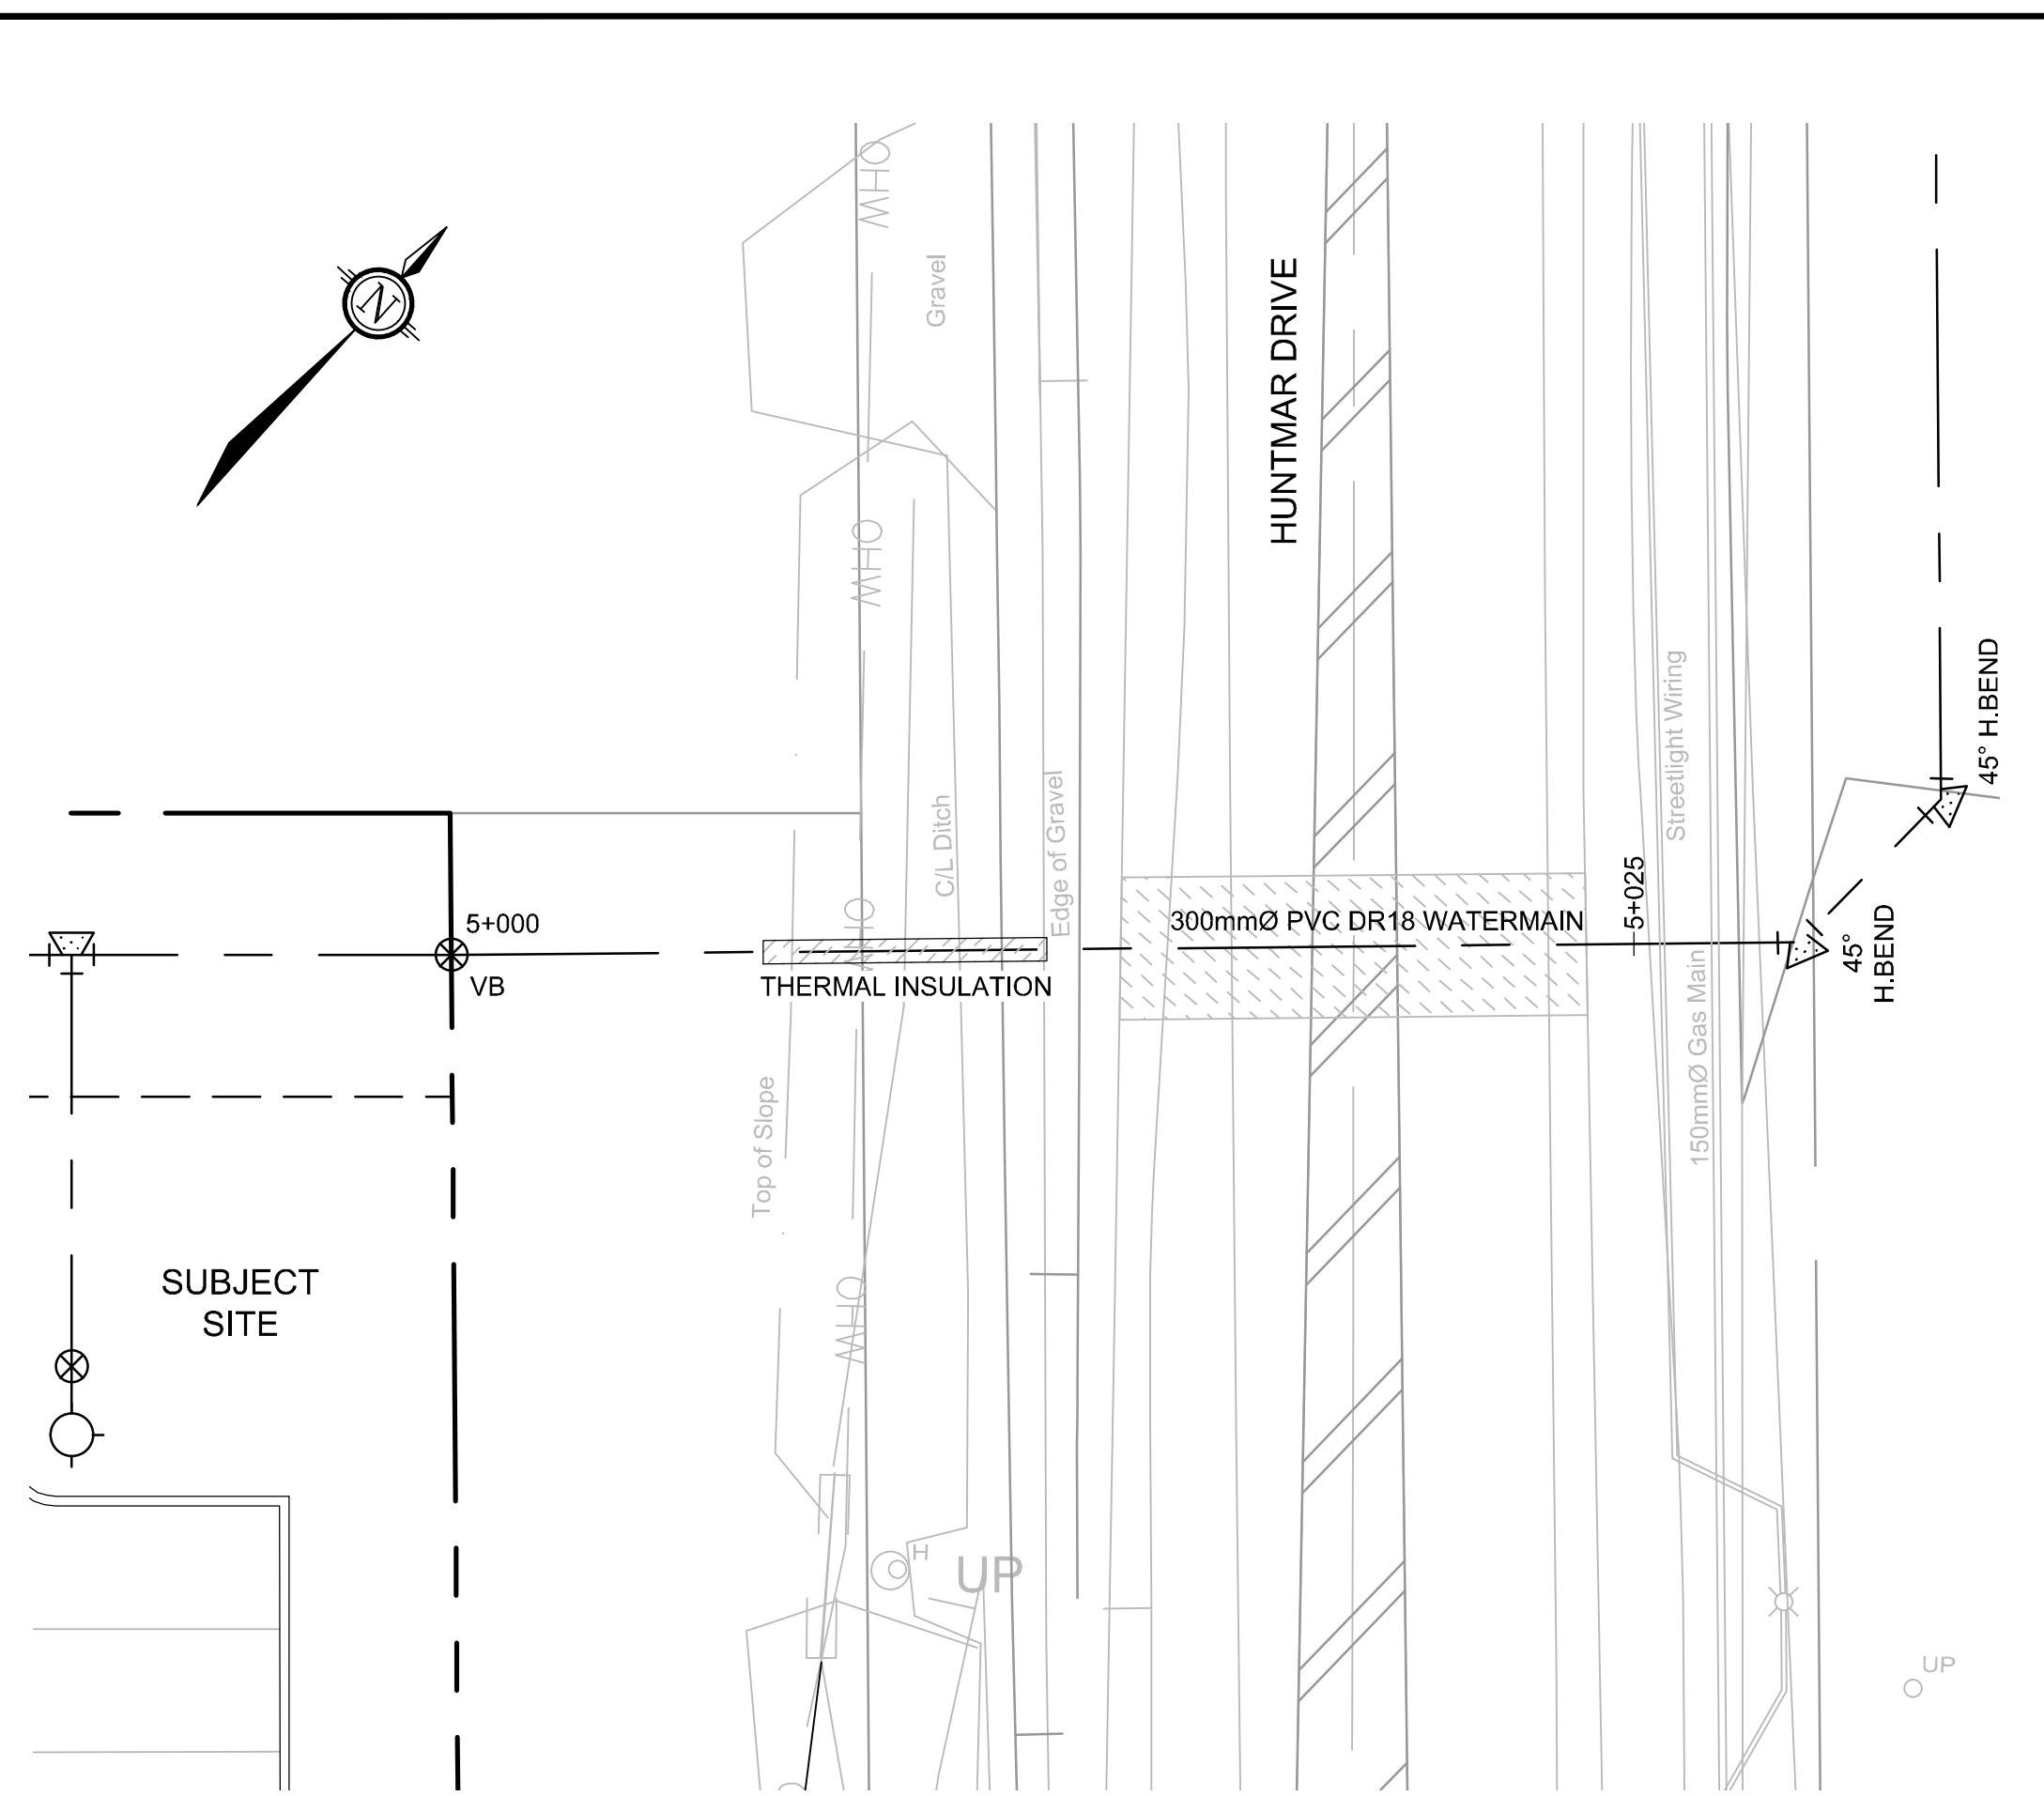 OHW
Gravel
N
HUNTMAR DRIVE
OHW
Streetlight Wiring
45° H.BEND
C/L Ditch
Edge of Gravel
5+025
5+000
300mmØ PVC DR18 WATERMAIN
OHW
45°
H.BEND
VB
THERMAL INSULATION
150mmØ Gas Main
Top of Slope
SUBJECT
SITE
OHW
H
UP
UP